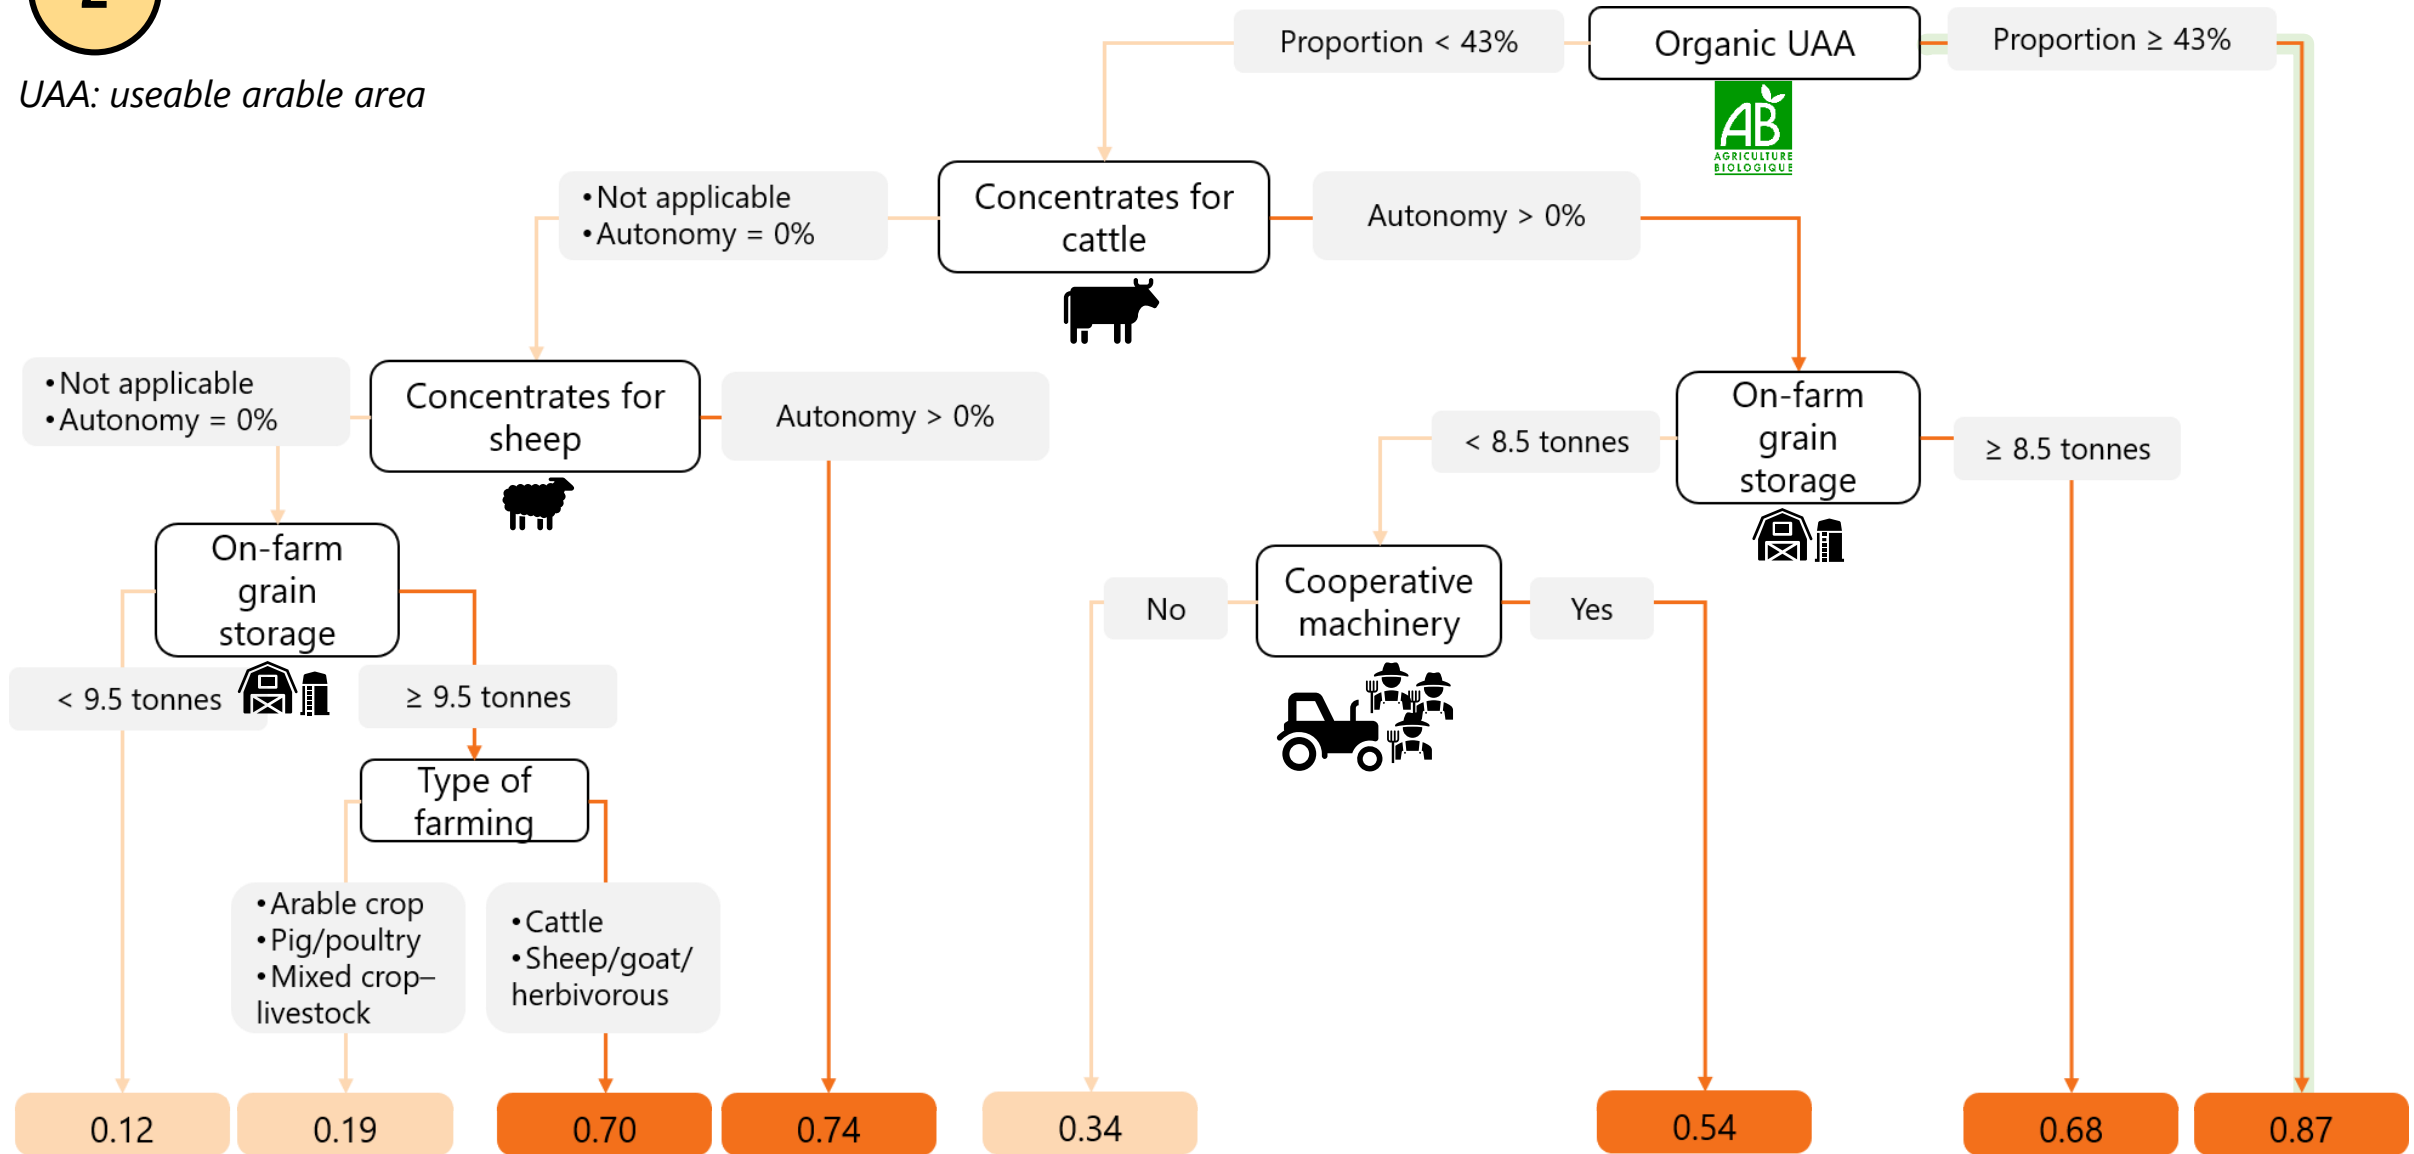 UAA: useable arable area
Proportion < 43%
Organic UAA
Proportion ≥ 43%
AB
AGRICULTURE
BIOLOGIQUE
•Not applicable
•Autonomy = 0%
Concentrates for
cattle
Autonomy > 0%
•Not applicable
•Autonomy = 0%
Concentrates for
sheep
Autonomy > 0%
< 8.5 tonnes
On-farm
grain
storage
≥ 8.5 tonnes
On-farm
grain
storage
No
Cooperative
machinery
Yes
< 9.5 tonnes
≥ 9.5 tonnes
Type of
farming
•Arable crop
•Pig/poultry
•Mixed crop–
livestock
•Cattle
•Sheep/goat/
herbivorous
0.12
0.19
0.70
0.74
0.34
0.54
0.68
0.87